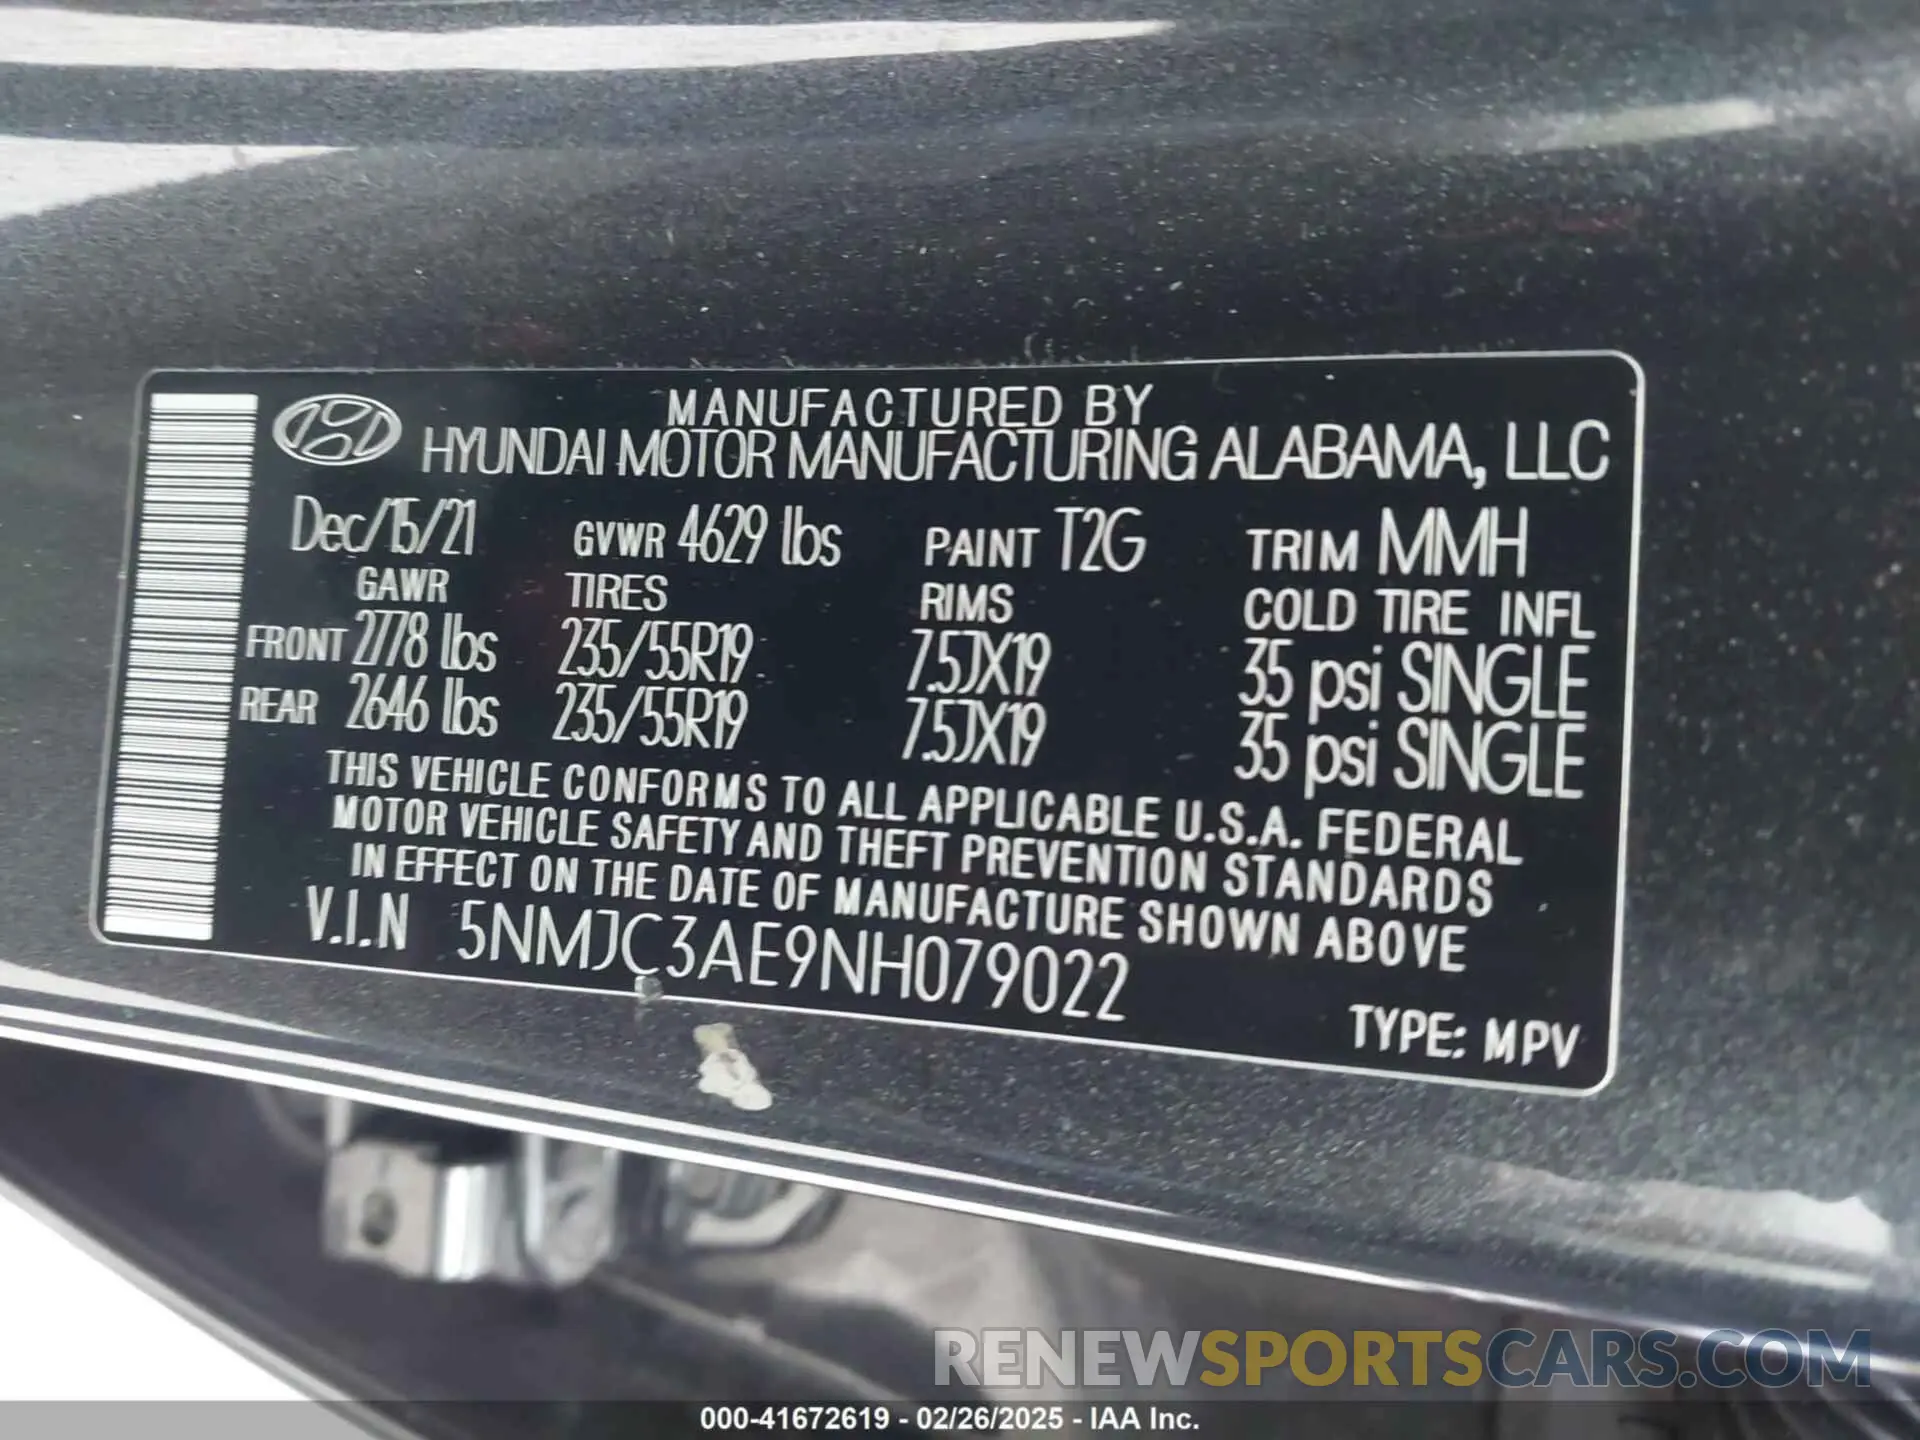 MANUFACTURED BY
HYUNDAI MOTOR MANUFACTURING ALABAMA, LLC
Dec/15/21 GVWR 4629 lbs PAINT T2G TRIM MMH
GAWR TIRES RIMS COLD TIRE INFL
FRONT 2778 lbs 235/55R19 7.5JX19 35 psi SINGLE
REAR 2646 lbs 235/55R19 7.5JX19 35 psi SINGLE
THIS VEHICLE CONFORMS TO ALL APPLICABLE U.S.A. FEDERAL
MOTOR VEHICLE SAFETY AND THEFT PREVENTION STANDARDS
IN EFFECT ON THE DATE OF MANUFACTURE SHOWN ABOVE
V.I.N 5NMJC3AE9NH079022
TYPE: MPV
RENEWSPORTSCARS.COM
000-41672619 - 02/26/2025 - IAA Inc.